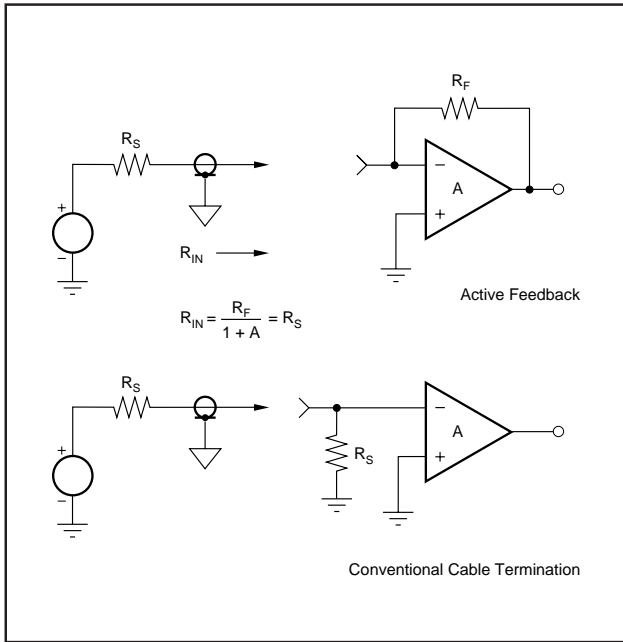 R_F
R_S
+
−
−
A
+
R_IN
Active Feedback
R_IN = R_F / 1 + A = R_S
R_S
+
−
−
A
+
R_S
Conventional Cable Termination